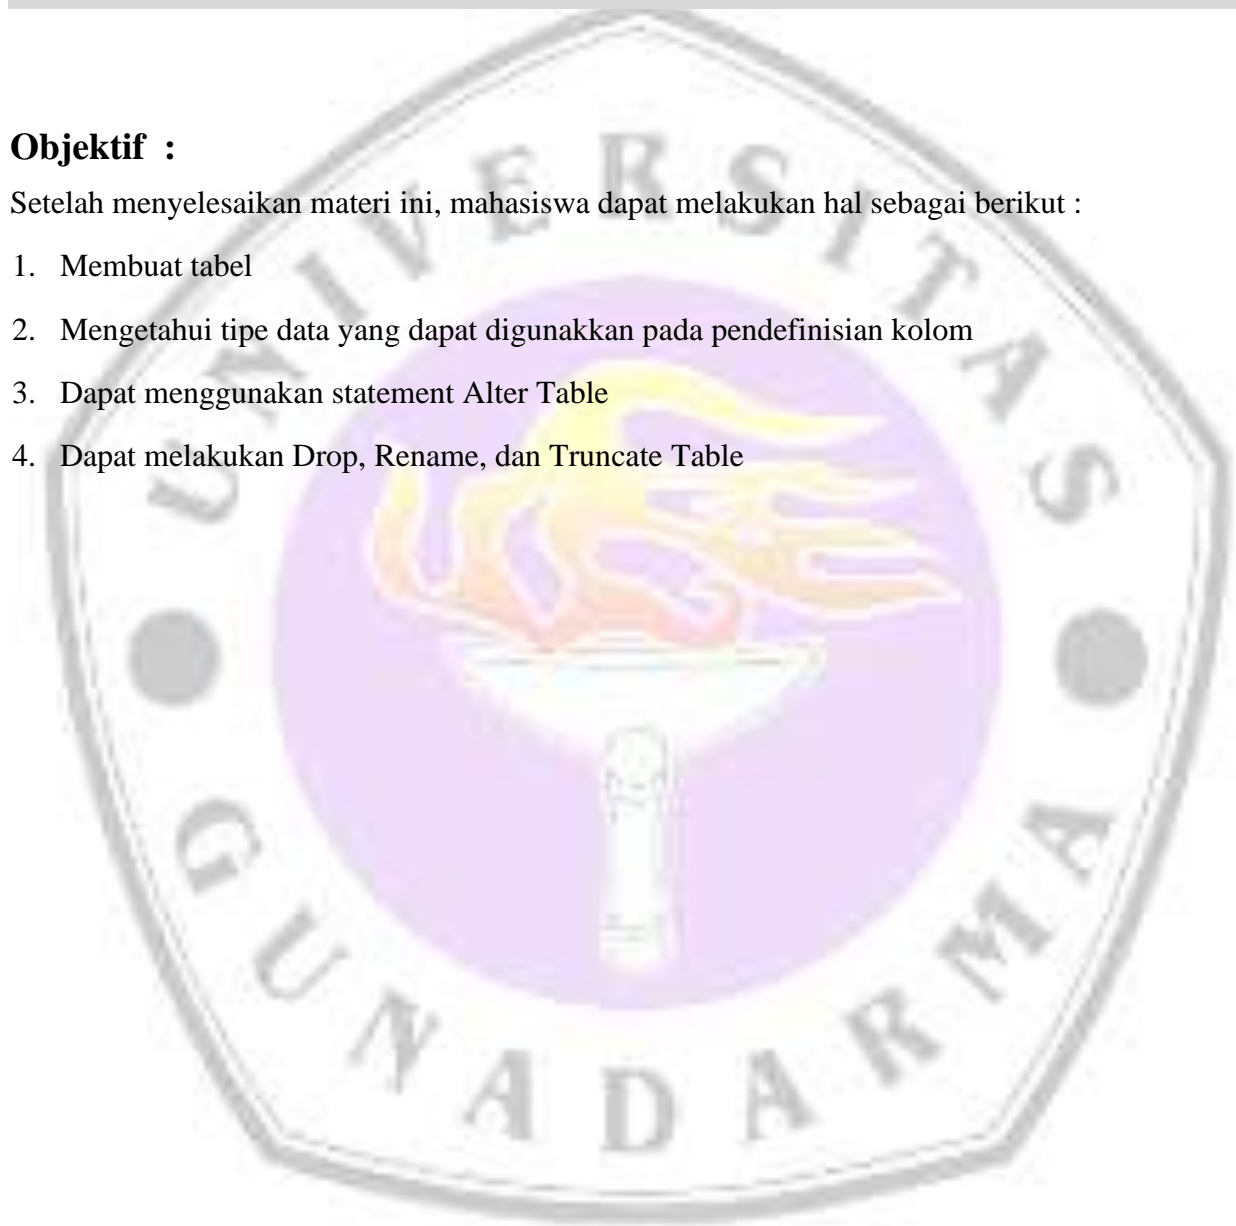 Objektif :
Setelah menyelesaikan materi ini, mahasiswa dapat melakukan hal sebagai berikut :
1. Membuat tabel
2. Mengetahui tipe data yang dapat digunakkan pada pendefinisian kolom
3. Dapat menggunakan statement Alter Table
4. Dapat melakukan Drop, Rename, dan Truncate Table
UNIVERSITAS
GUNADARMA